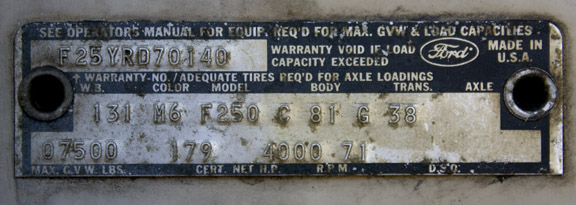 SEE OPERATOR'S MANUAL FOR EQUIP. REQ'D FOR MAX. GVW & LOAD CAPACITIES
F25YRD70140 WARRANTY VOID IF LOAD CAPACITY EXCEEDED Ford MADE IN U.S.A.
↑ WARRANTY-NO. / ADEQUATE TIRES REQ'D FOR AXLE LOADINGS
W.B. COLOR MODEL BODY TRANS. AXLE
131 M6 F250 C 81 G 38
07500 179 4000 71
MAX. G.V.W. LBS. CERT. NET H.P. R.P.M. D.S.O.